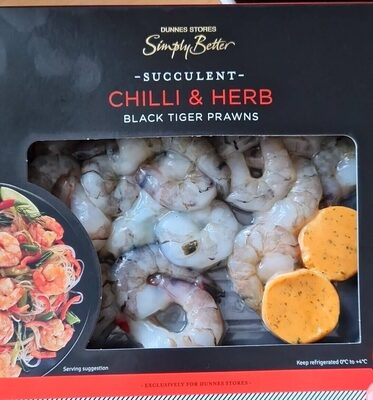 DUNNES STORES
Simply Better
-SUCCULENT-
CHILLI & HERB
BLACK TIGER PRAWNS
Serving suggestion
Keep refrigerated 0°C to +4°C
- EXCLUSIVELY FOR DUNNES STORES -